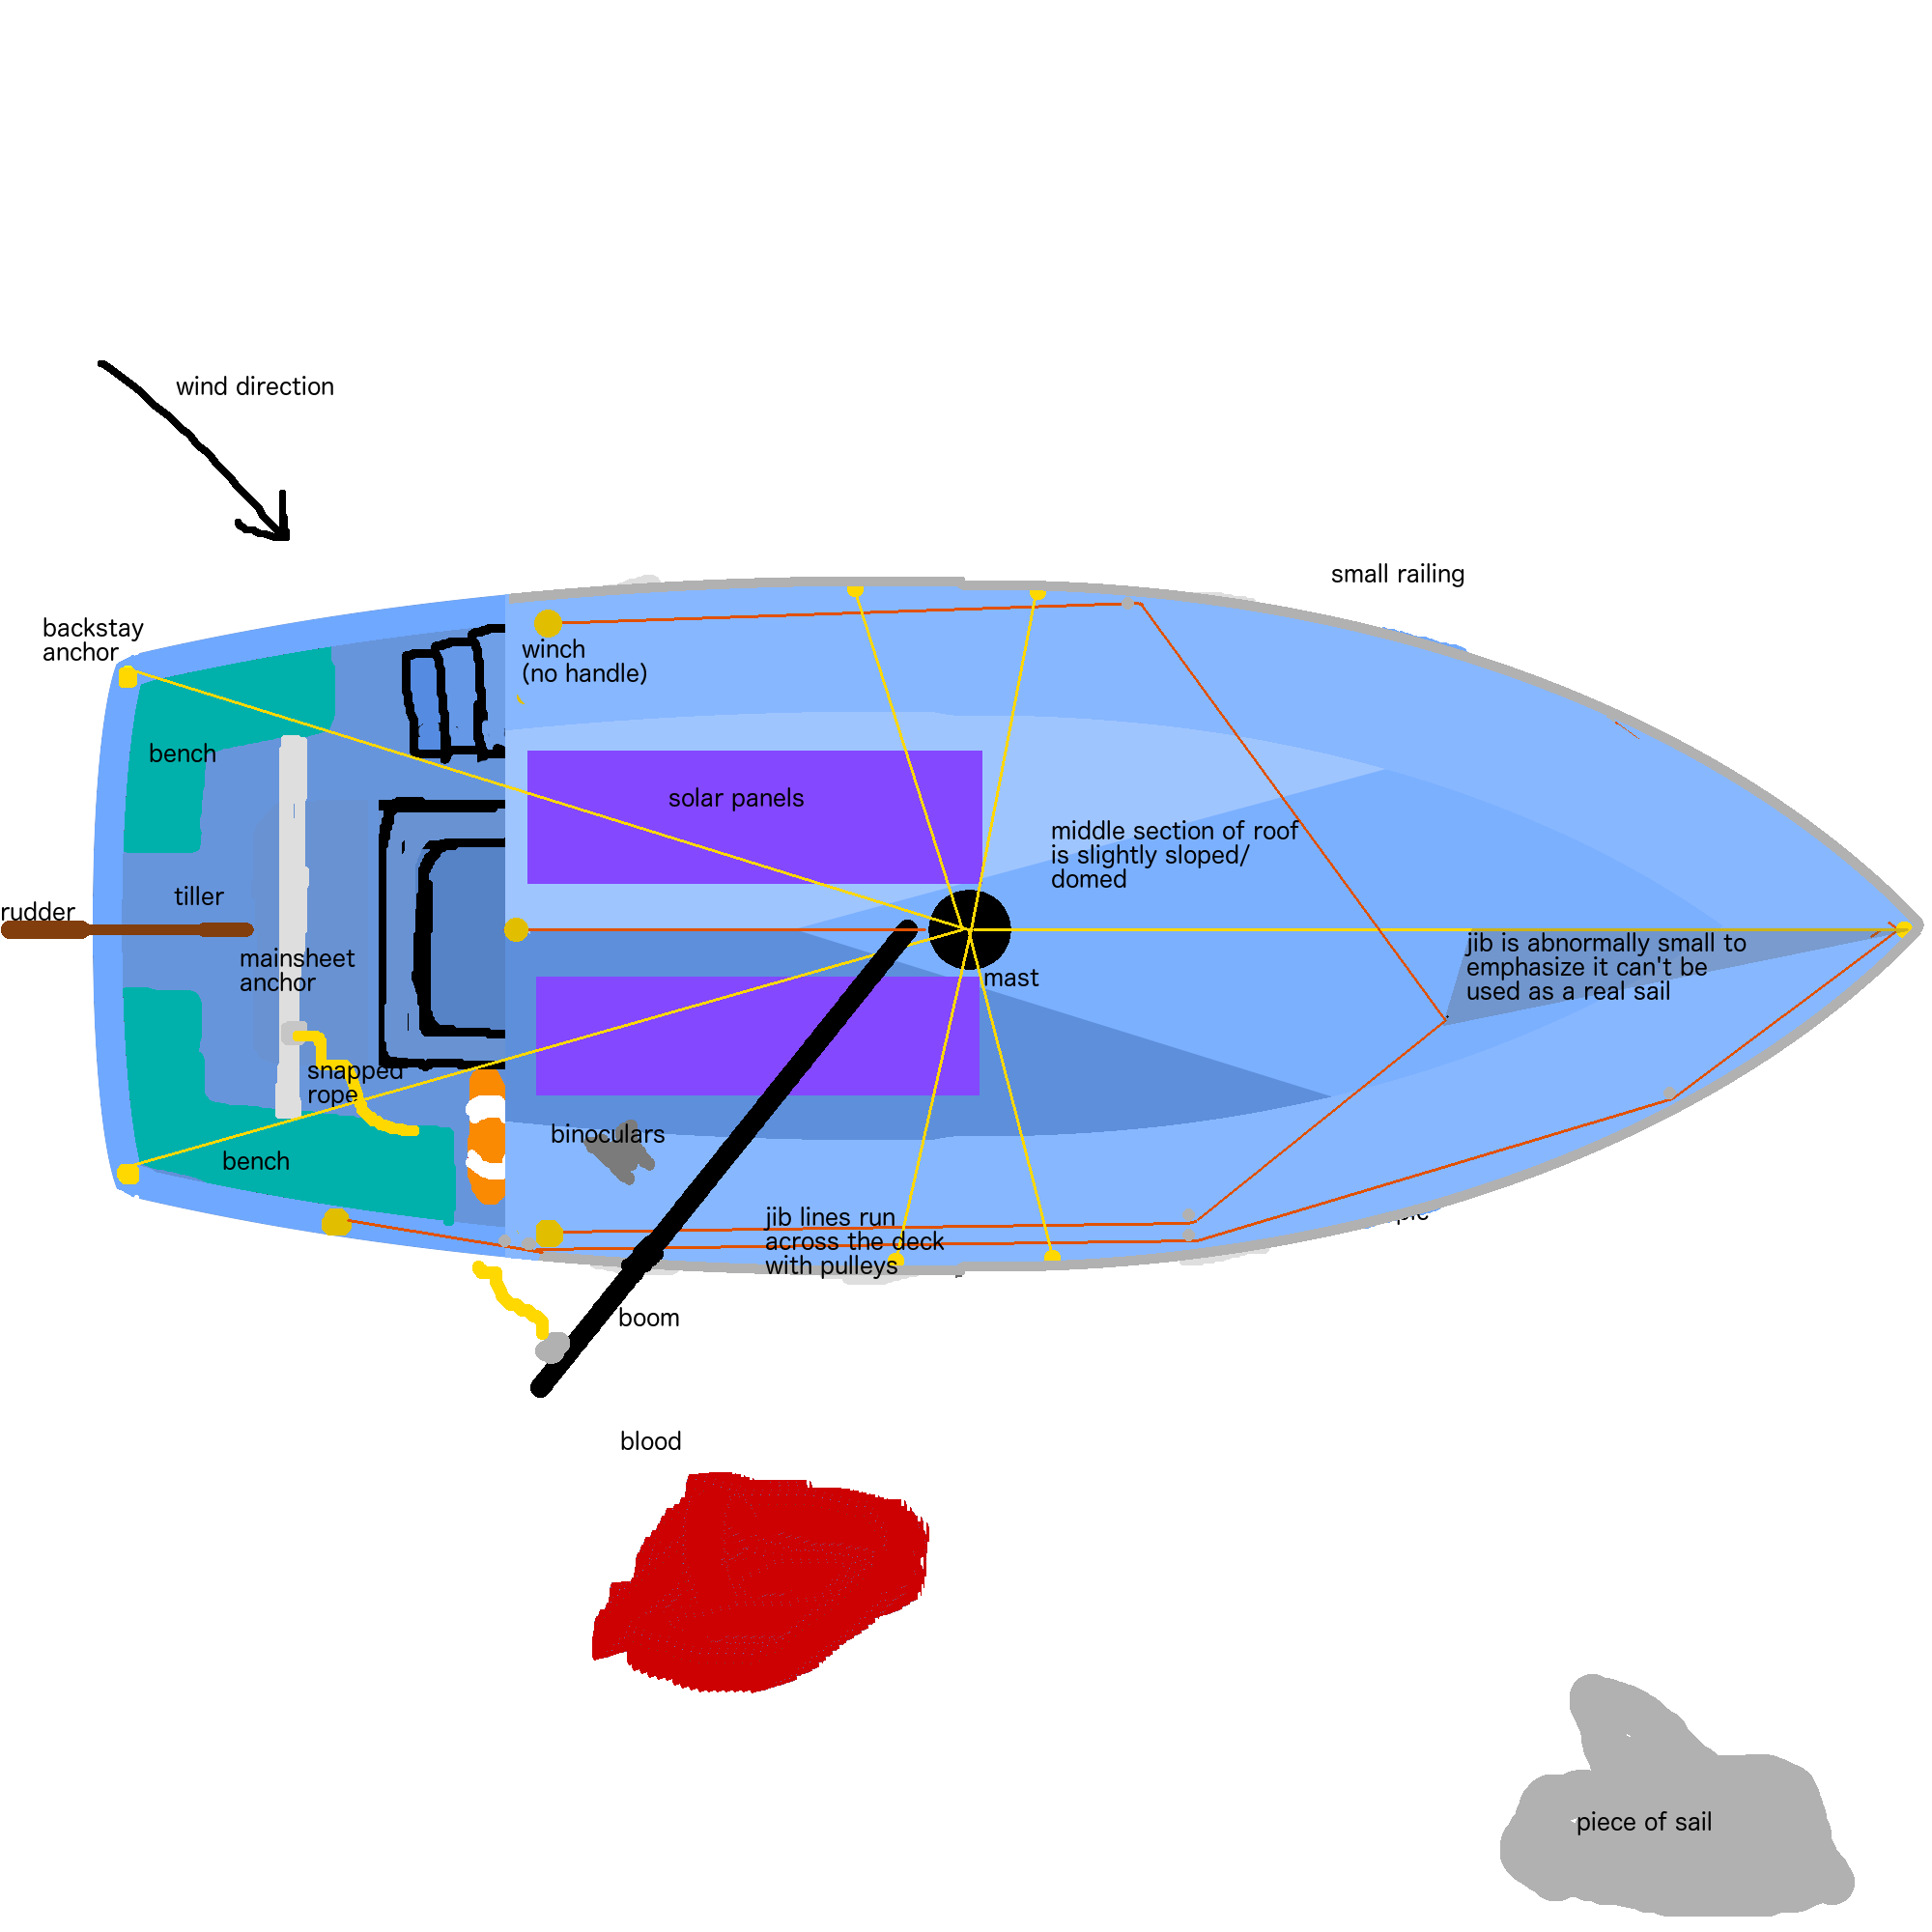 wind direction
small railing
backstay
anchor
winch
(no handle)
bench
solar panels
middle section of roof
is slightly sloped/
domed
tiller
rudder
jib is abnormally small to
emphasize it can't be
used as a real sail
mainsheet
anchor
mast
snapped
rope
binoculars
bench
jib lines run
across the deck
with pulleys
boom
blood
piece of sail